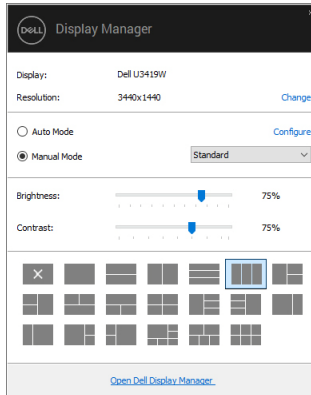 DELL Display Manager
Display: Dell U3419W
Resolution: 3440x1440 Change
Auto Mode Configure
Manual Mode Standard
Brightness: 75%
Contrast: 75%
Open Dell Display Manager